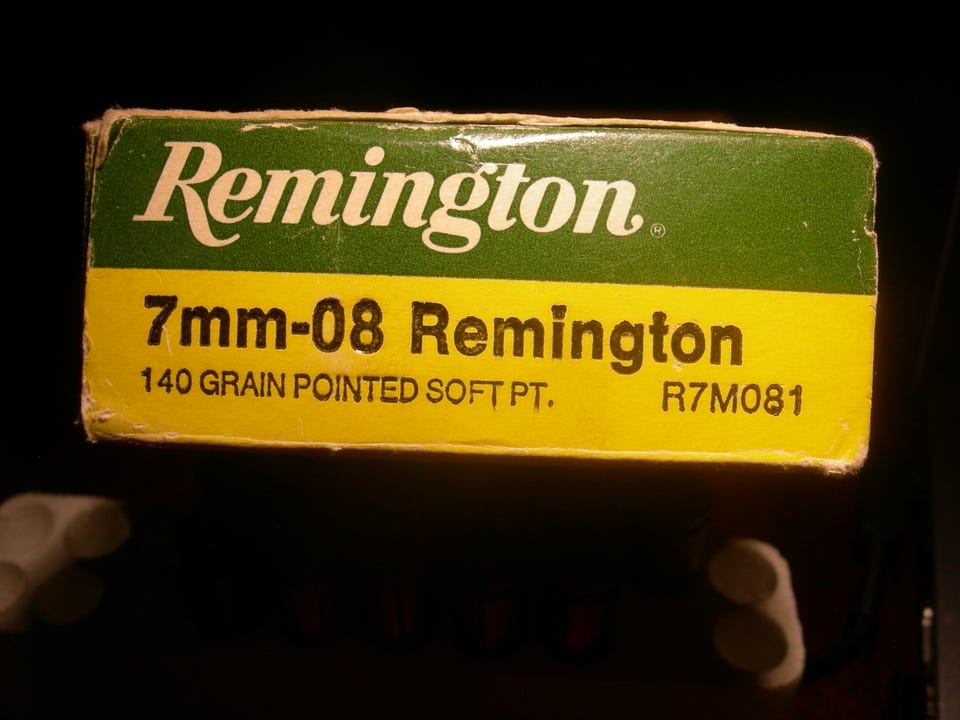 Remington®
7mm-08 Remington
140 GRAIN POINTED SOFT PT. R7M081